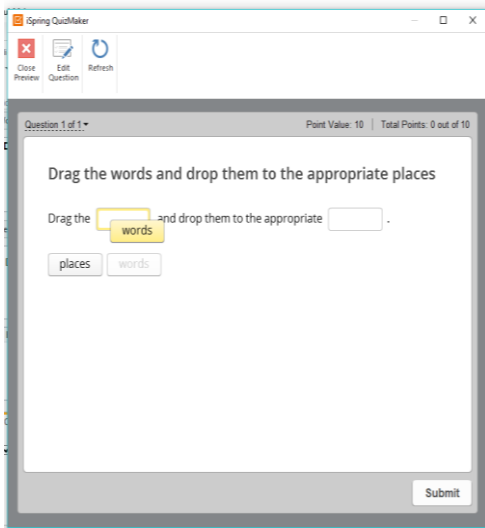 iSpring QuizMaker
Close Preview
Edit Question
Refresh
Question 1 of 1
Point Value: 10 | Total Points: 0 out of 10
Drag the words and drop them to the appropriate places
Drag the and drop them to the appropriate .
words
places words
Submit